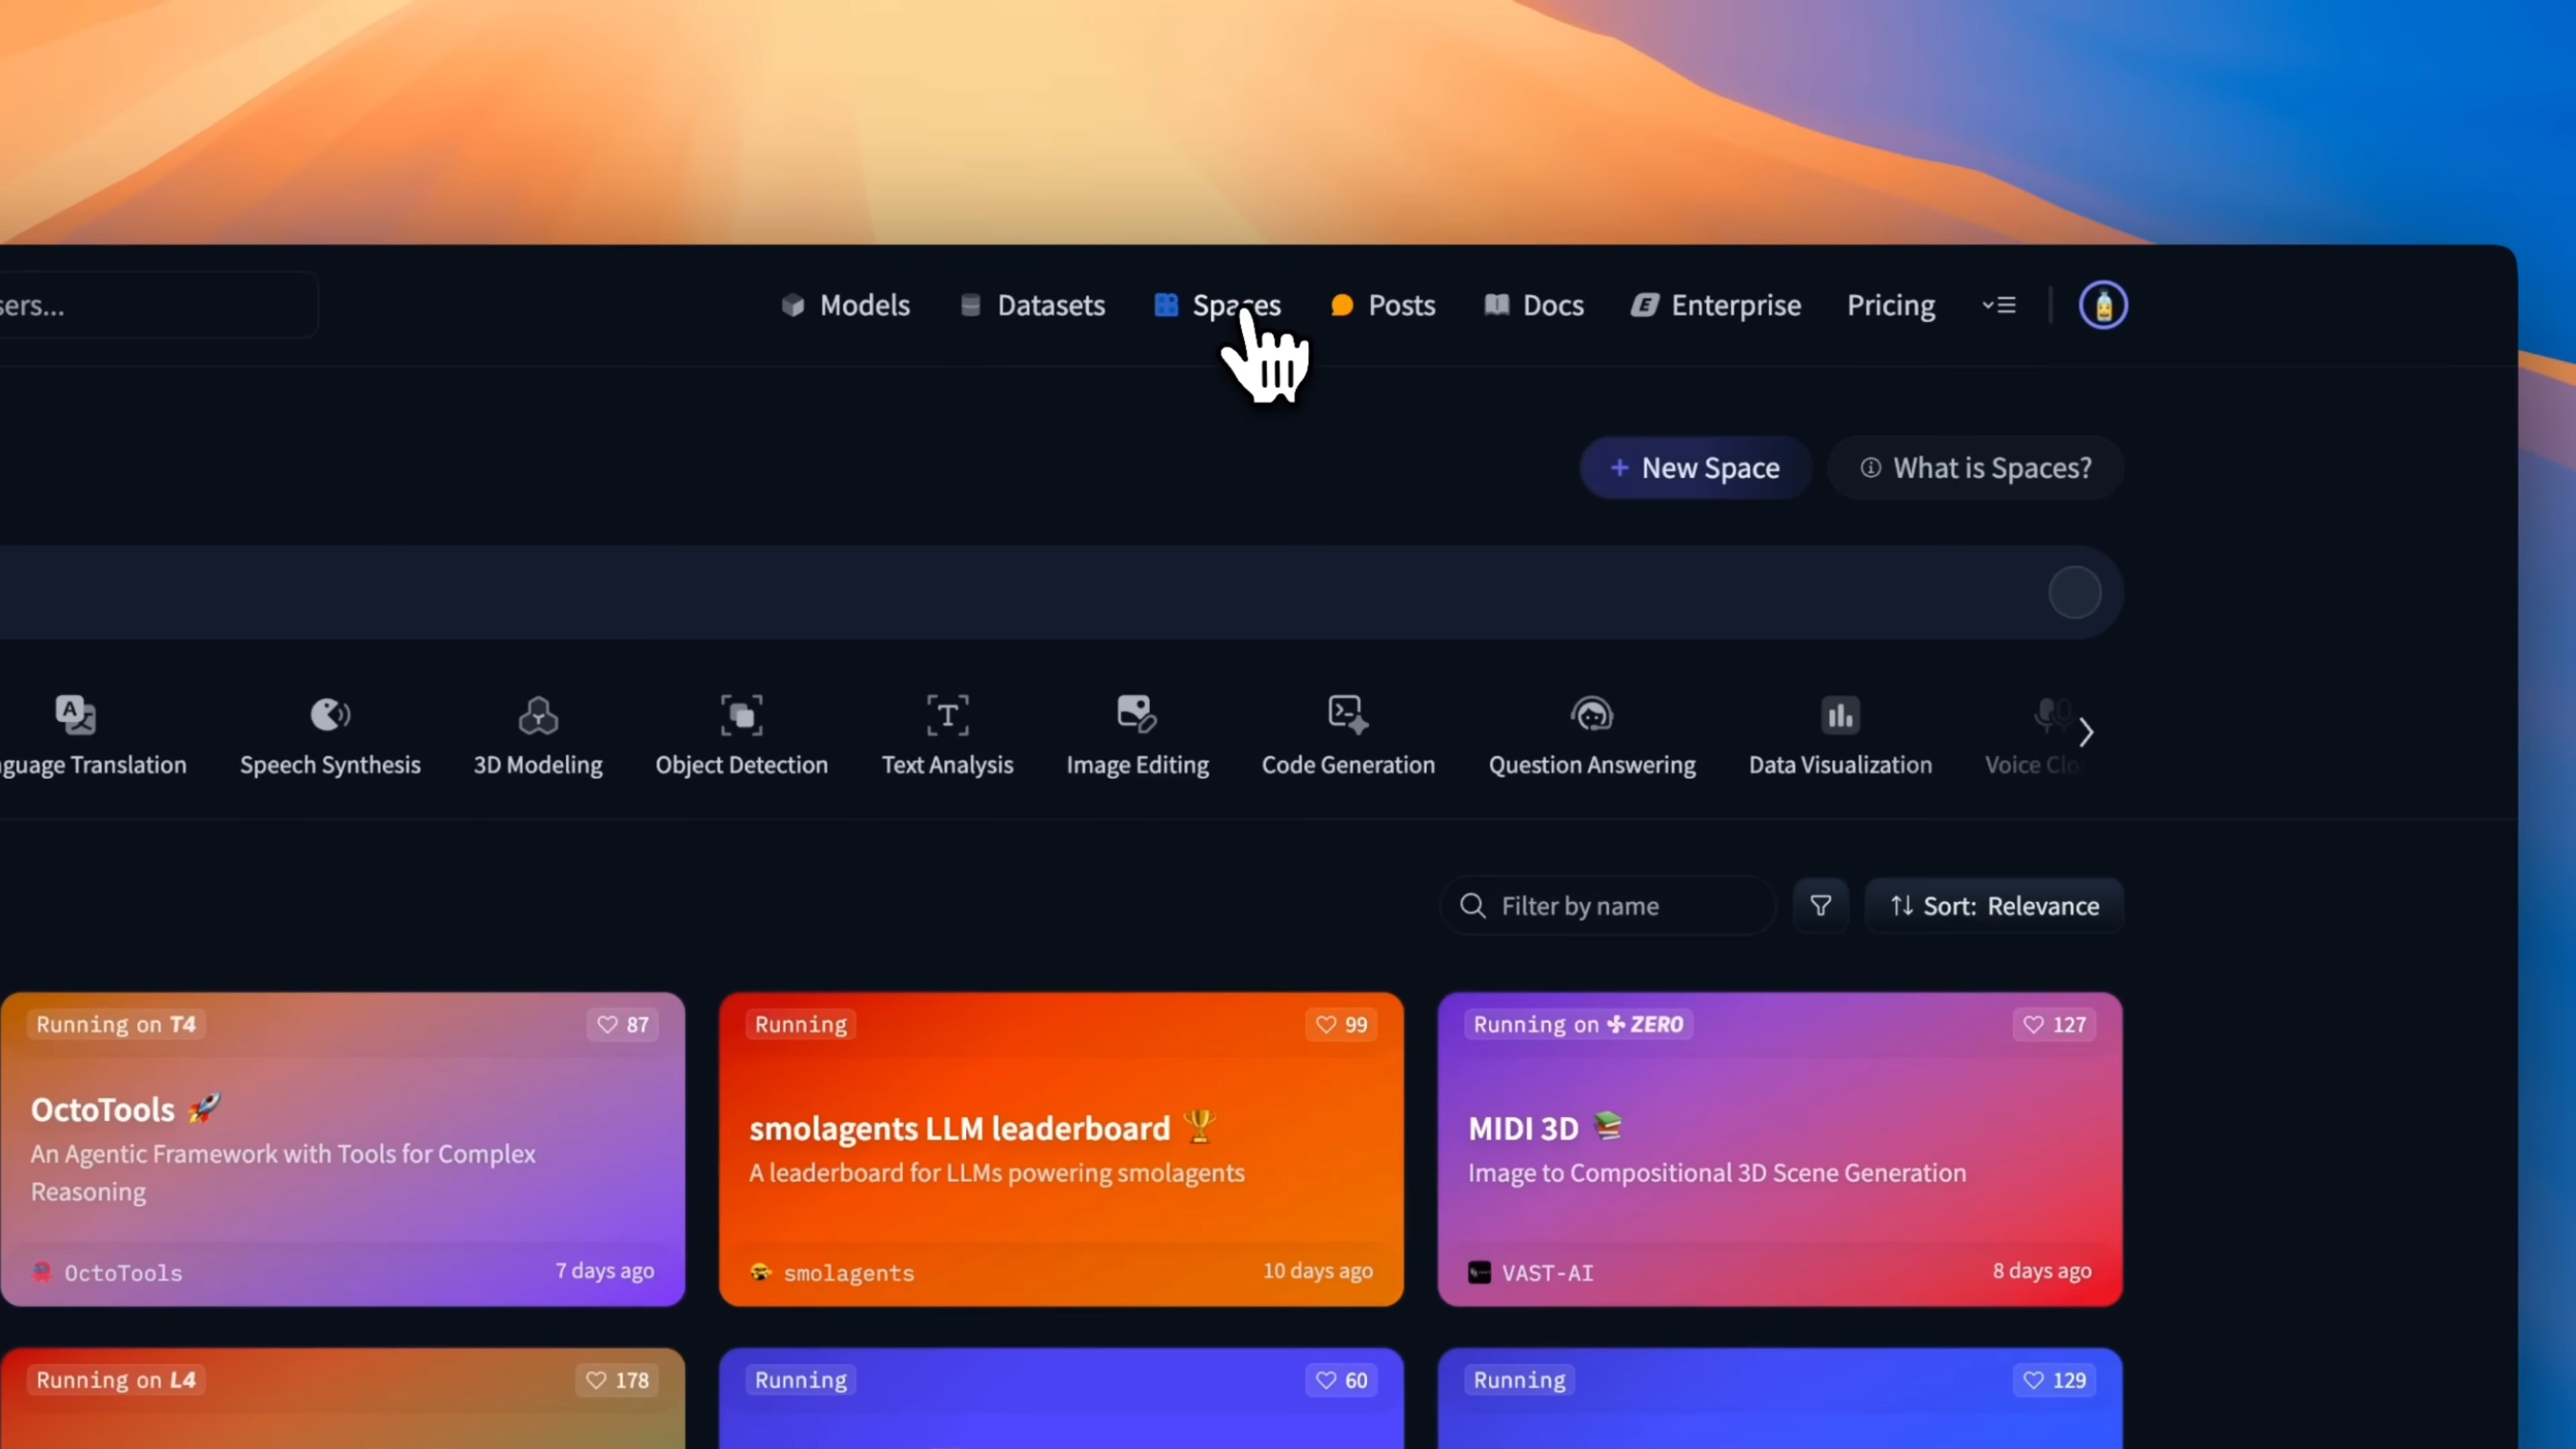 sers...
Models
Datasets
Spaces
Posts
Docs
Enterprise
Pricing
+ New Space
What is Spaces?
guage Translation
Speech Synthesis
3D Modeling
Object Detection
Text Analysis
Image Editing
Code Generation
Question Answering
Data Visualization
Voice Clo
Filter by name
Sort: Relevance
Running on T4
87
OctoTools 🚀
An Agentic Framework with Tools for Complex
Reasoning
OctoTools
7 days ago
Running
99
smolagents LLM leaderboard 🏆
A leaderboard for LLMs powering smolagents
smolagents
10 days ago
Running on ZERO
127
MIDI 3D 📚
Image to Compositional 3D Scene Generation
VAST-AI
8 days ago
Running on L4
178
Running
60
Running
129